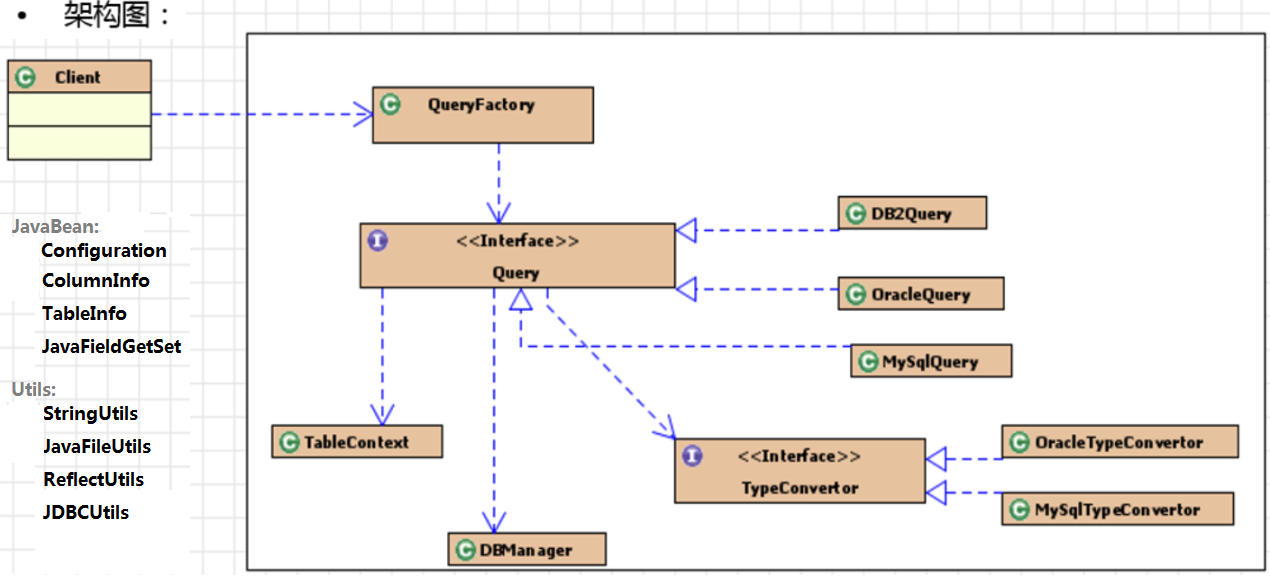 • 架构图：
C Client
C QueryFactory
JavaBean:
Configuration
ColumnInfo
TableInfo
JavaFieldGetSet
Utils:
StringUtils
JavaFileUtils
ReflectUtils
JDBCUtils
I <<Interface>>
Query
C DB2Query
C OracleQuery
C MySqlQuery
C TableContext
I <<Interface>>
TypeConvertor
C OracleTypeConvertor
C MySqlTypeConvertor
C DBManager